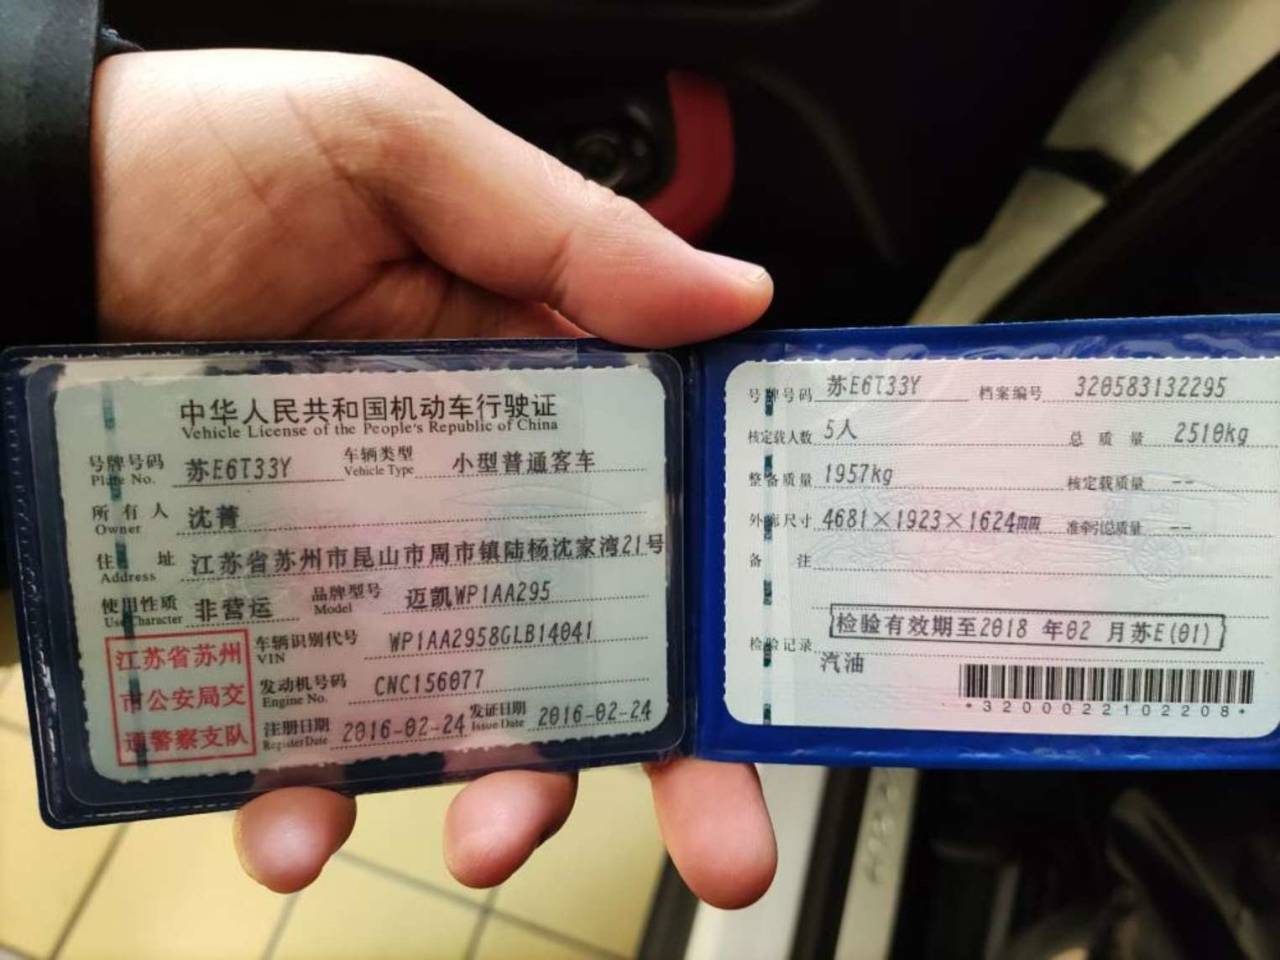 中华人民共和国机动车行驶证
Vehicle License of the People's Republic of China
号牌号码 苏E6T33Y 车辆类型 小型普通客车
Plate No. Vehicle Type
所有人 沈菁
Owner
住址 江苏省苏州市昆山市周市镇陆杨沈家湾21号
Address
使用性质 非营运 品牌型号 迈凯WP1AA295
Use Character Model
江苏省苏州市公安局交通警察支队
车辆识别代号 WP1AA2958GLB14041
VIN
发动机号码 CNC156077
Engine No.
注册日期 2016-02-24 发证日期 2016-02-24
Register Date Issue Date
号牌号码 苏E6T33Y 档案编号 320583132295
核定载人数 5人 总质量 2510kg
整备质量 1957kg 核定载质量 --
外廓尺寸 4681×1923×1624mm 准牵引总质量 --
备注
检验有效期至2018年02月苏E(01)
检验记录
汽油
*3200022102208*